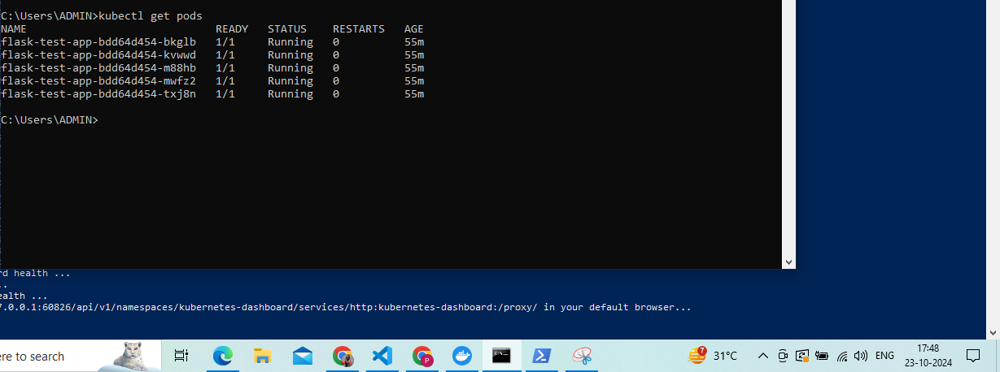 C:\Users\ADMIN>kubectl get pods
NAME READY STATUS RESTARTS AGE
flask-test-app-bdd64d454-bkglb 1/1 Running 0 55m
flask-test-app-bdd64d454-kvwwd 1/1 Running 0 55m
flask-test-app-bdd64d454-m88hb 1/1 Running 0 55m
flask-test-app-bdd64d454-mwfz2 1/1 Running 0 55m
flask-test-app-bdd64d454-txj8n 1/1 Running 0 55m
C:\Users\ADMIN>
rd health ...
..
ealth ...
7.0.0.1:60826/api/v1/namespaces/kubernetes-dashboard/services/http:kubernetes-dashboard:/proxy/ in your default browser...
ere to search
7 31°C ENG 17:48
23-10-2024